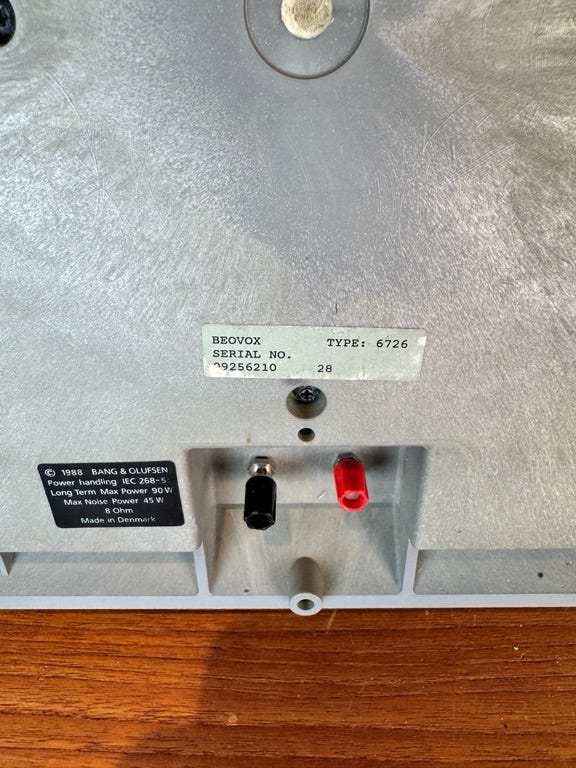 BEOVOX TYPE: 6726
SERIAL NO.
09256210 28
© 1988 BANG & OLUFSEN
Power handling IEC 268-5
Long Term Max Power 90 W
Max Noise Power 45 W
8 Ohm
Made in Denmark